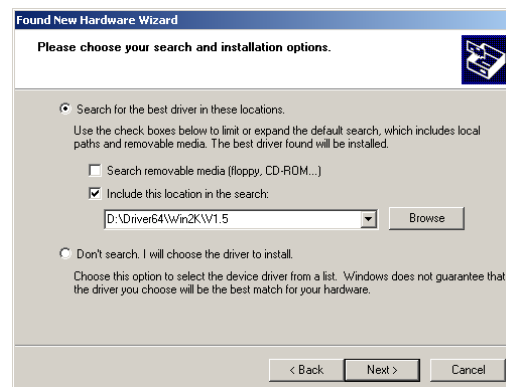 Found New Hardware Wizard
Please choose your search and installation options.
Search for the best driver in these locations.
Use the check boxes below to limit or expand the default search, which includes local
paths and removable media. The best driver found will be installed.
Search removable media (floppy, CD-ROM...)
Include this location in the search:
D:\Driver64\Win2K\V1.5
Browse
Don't search. I will choose the driver to install.
Choose this option to select the device driver from a list. Windows does not guarantee that
the driver you choose will be the best match for your hardware.
< Back
Next >
Cancel